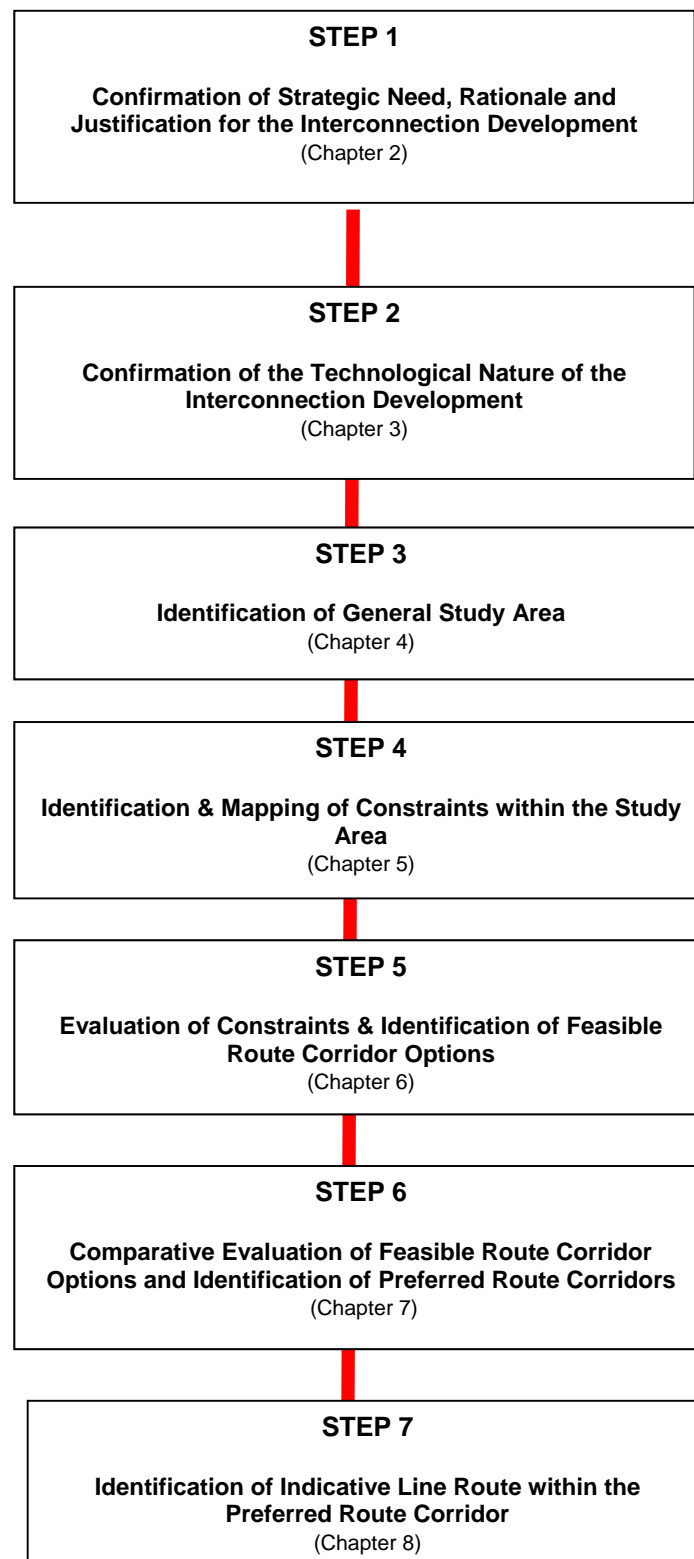 STEP 1
Confirmation of Strategic Need, Rationale and
Justification for the Interconnection Development
(Chapter 2)
STEP 2
Confirmation of the Technological Nature of the
Interconnection Development
(Chapter 3)
STEP 3
Identification of General Study Area
(Chapter 4)
STEP 4
Identification & Mapping of Constraints within the Study
Area
(Chapter 5)
STEP 5
Evaluation of Constraints & Identification of Feasible
Route Corridor Options
(Chapter 6)
STEP 6
Comparative Evaluation of Feasible Route Corridor
Options and Identification of Preferred Route Corridors
(Chapter 7)
STEP 7
Identification of Indicative Line Route within the
Preferred Route Corridor
(Chapter 8)